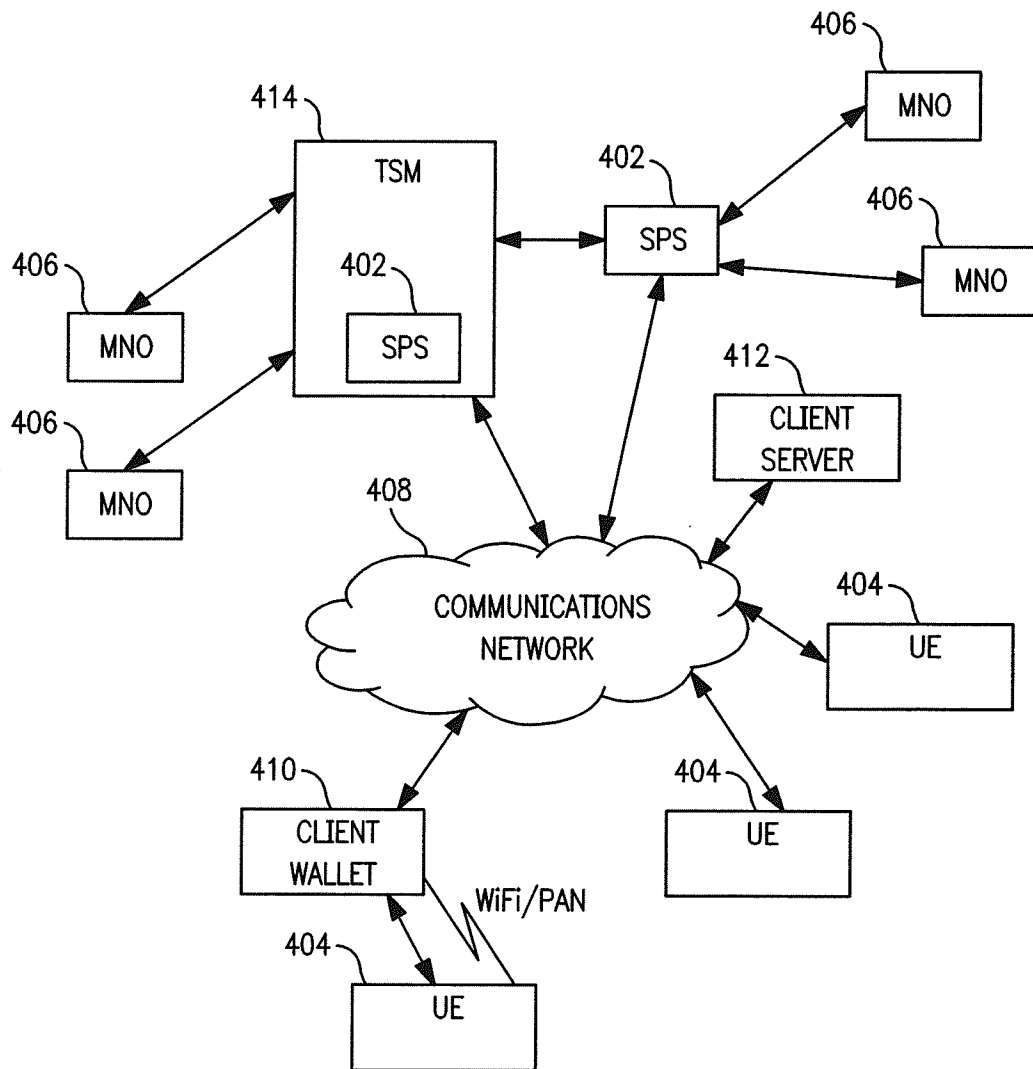 406
MNO
414
TSM
402
SPS
406
MNO
406
MNO
402
SPS
412
CLIENT
SERVER
406
MNO
408
COMMUNICATIONS
NETWORK
404
UE
410
CLIENT
WALLET
404
UE
WiFi/PAN
404
UE